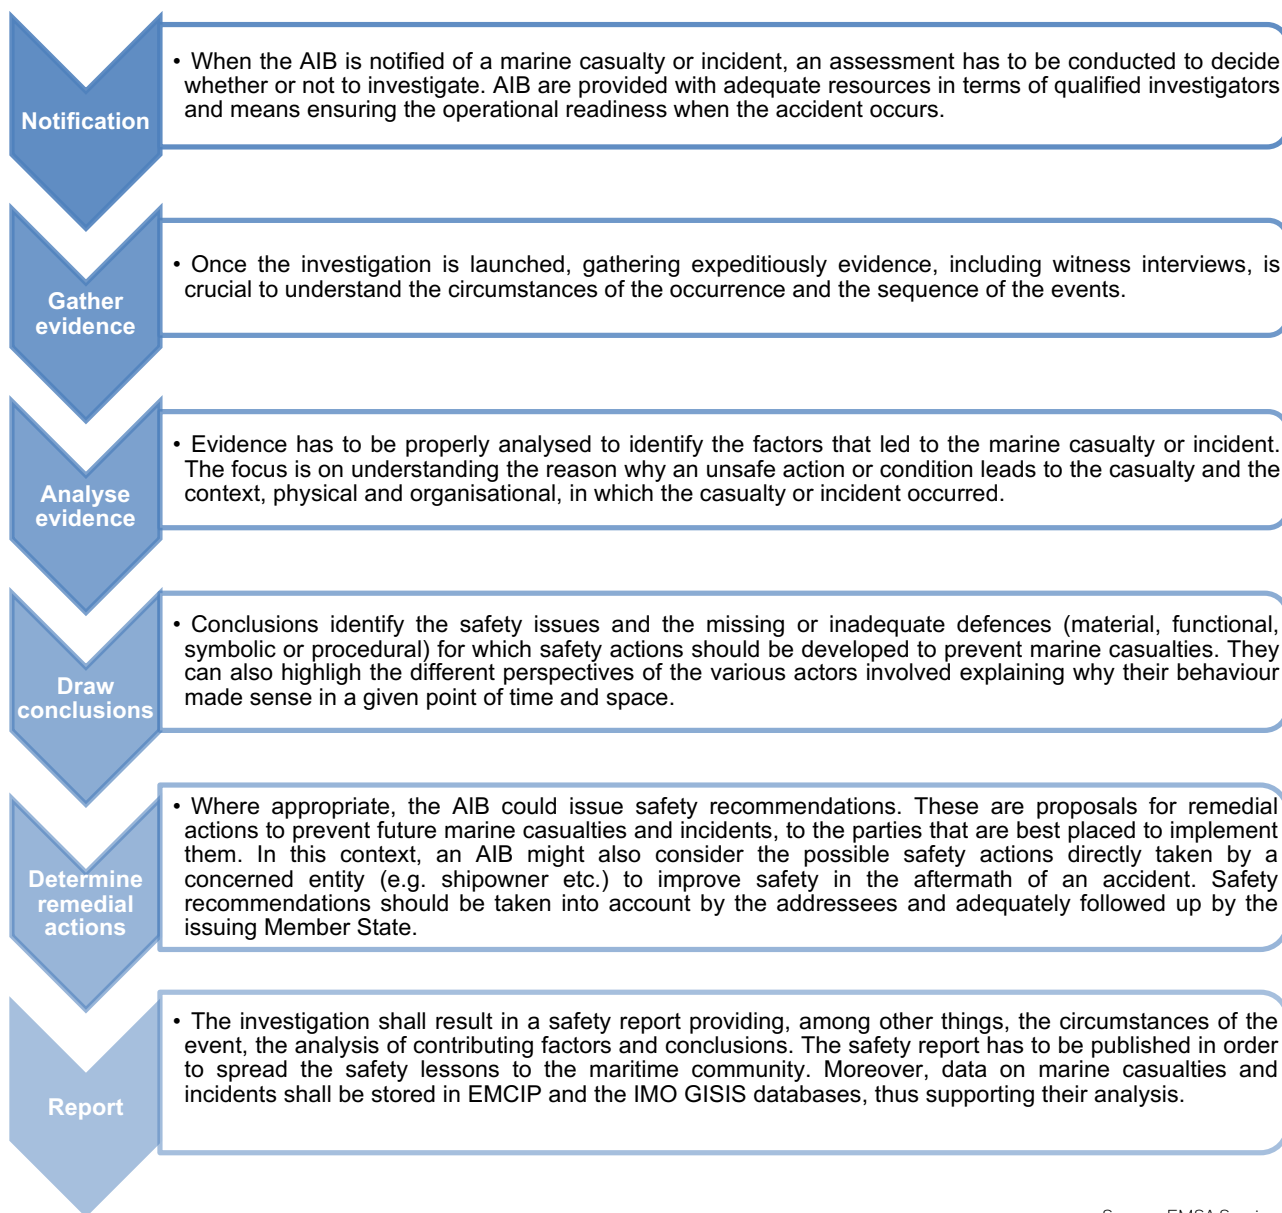 Notification
• When the AIB is notified of a marine casualty or incident, an assessment has to be conducted to decide
whether or not to investigate. AIB are provided with adequate resources in terms of qualified investigators
and means ensuring the operational readiness when the accident occurs.
Gather
evidence
• Once the investigation is launched, gathering expeditiously evidence, including witness interviews, is
crucial to understand the circumstances of the occurrence and the sequence of the events.
Analyse
evidence
• Evidence has to be properly analysed to identify the factors that led to the marine casualty or incident.
The focus is on understanding the reason why an unsafe action or condition leads to the casualty and the
context, physical and organisational, in which the casualty or incident occurred.
Draw
conclusions
• Conclusions identify the safety issues and the missing or inadequate defences (material, functional,
symbolic or procedural) for which safety actions should be developed to prevent marine casualties. They
can also highligh the different perspectives of the various actors involved explaining why their behaviour
made sense in a given point of time and space.
Determine
remedial
actions
• Where appropriate, the AIB could issue safety recommendations. These are proposals for remedial
actions to prevent future marine casualties and incidents, to the parties that are best placed to implement
them. In this context, an AIB might also consider the possible safety actions directly taken by a
concerned entity (e.g. shipowner etc.) to improve safety in the aftermath of an accident. Safety
recommendations should be taken into account by the addressees and adequately followed up by the
issuing Member State.
Report
• The investigation shall result in a safety report providing, among other things, the circumstances of the
event, the analysis of contributing factors and conclusions. The safety report has to be published in order
to spread the safety lessons to the maritime community. Moreover, data on marine casualties and
incidents shall be stored in EMCIP and the IMO GISIS databases, thus supporting their analysis.